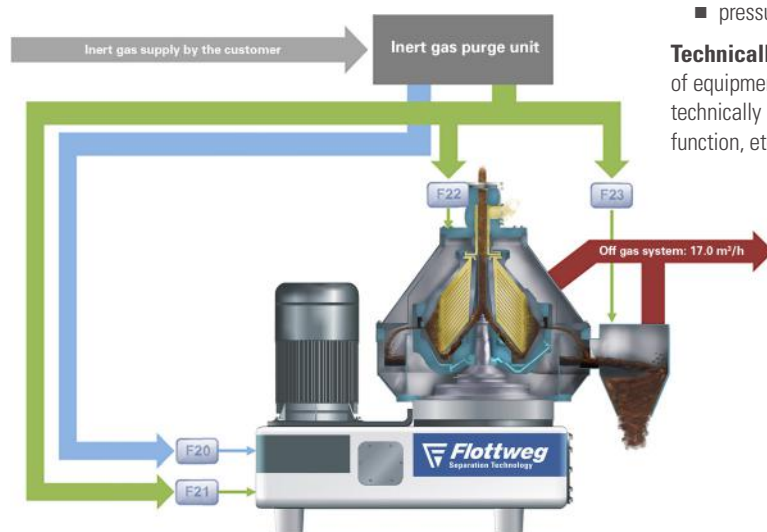 ■ pressu
Technicall
of equipmen
technically
function, et
Inert gas supply by the customer
Inert gas purge unit
F22
F23
Off gas system: 17.0 m³/h
F20
F21
Flottweg
Separation Technology